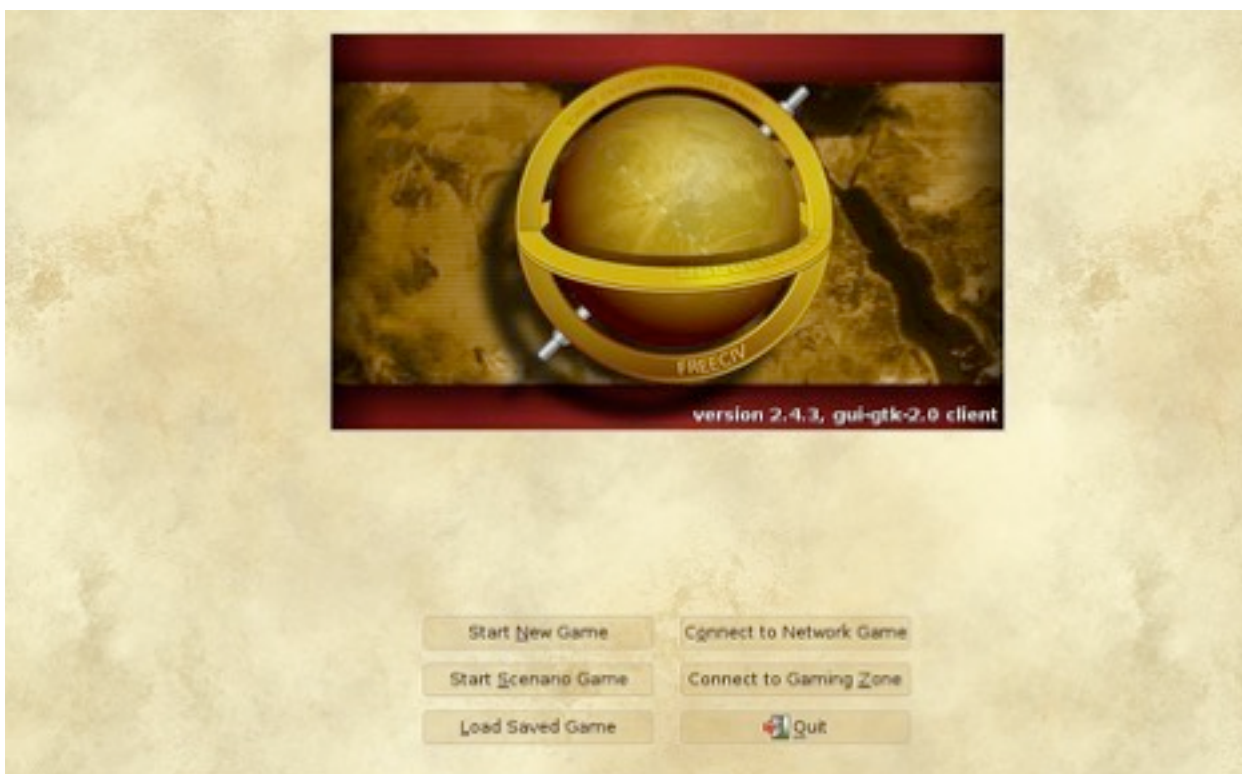 FREECIV
version 2.4.3, gui-gtk-2.0 client
Start New Game
Connect to Network Game
Start Scenario Game
Connect to Gaming Zone
Load Saved Game
Quit